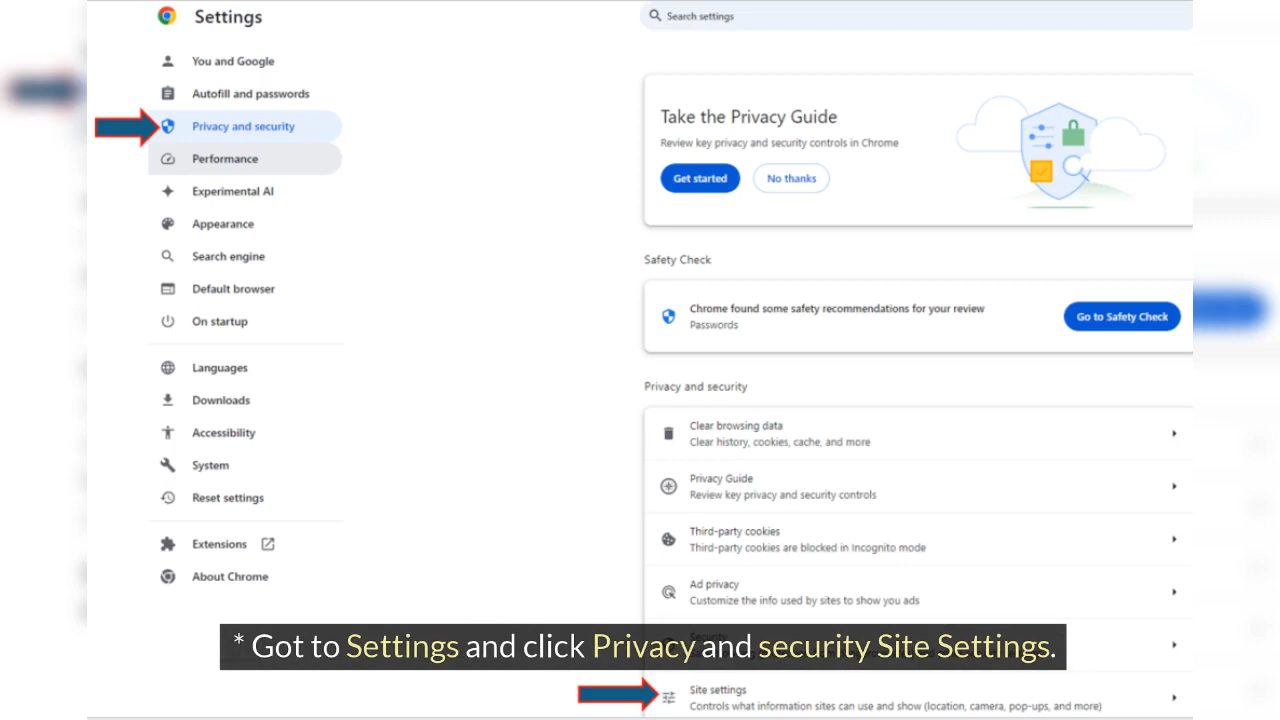 Settings
Search settings
You and Google
Autofill and passwords
Privacy and security
Performance
Experimental AI
Appearance
Search engine
Default browser
On startup
Languages
Downloads
Accessibility
System
Reset settings
Extensions
About Chrome
Take the Privacy Guide
Review key privacy and security controls in Chrome
Get started
No thanks
Safety Check
Chrome found some safety recommendations for your review
Passwords
Go to Safety Check
Privacy and security
Clear browsing data
Clear history, cookies, cache, and more
Privacy Guide
Review key privacy and security controls
Third-party cookies
Third-party cookies are blocked in Incognito mode
Ad privacy
Customize the info used by sites to show you ads
Security
* Got to Settings and click Privacy and security Site Settings.
Site settings
Controls what information sites can use and show (location, camera, pop-ups, and more)